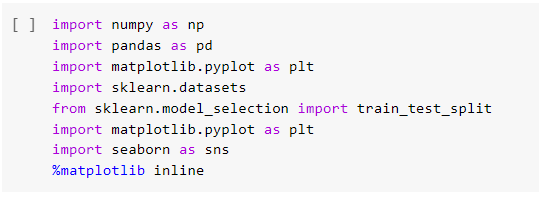 [ ] import numpy as np
import pandas as pd
import matplotlib.pyplot as plt
import sklearn.datasets
from sklearn.model_selection import train_test_split
import matplotlib.pyplot as plt
import seaborn as sns
%matplotlib inline